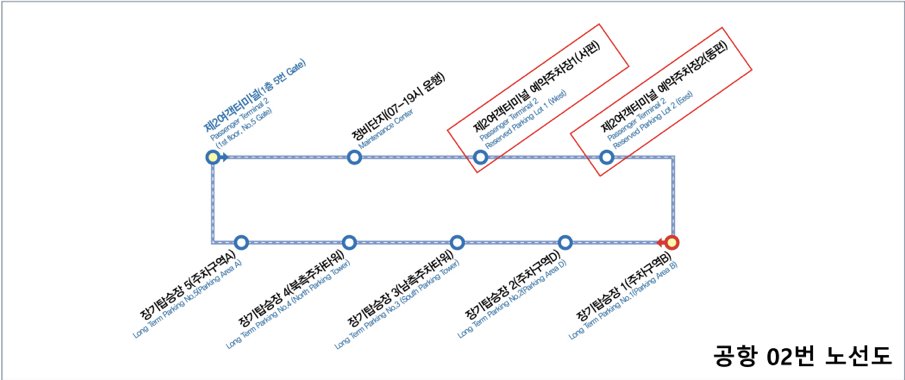 제2여객터미널(1층 5번 Gate)
Passenger Terminal 2
(1st floor, No.5 Gate)
정비단지(07~19시 운행)
Maintenance Center
제2여객터미널 예약주차장1(서편)
Passenger Terminal 2
Reserved Parking Lot 1 (West)
제2여객터미널 예약주차장2(동편)
Passenger Terminal 2
Reserved Parking Lot 2 (East)
장기탑승장 5(주차구역A)
Long Term Parking No.5(Parking Area A)
장기탑승장 4(북측주차타워)
Long Term Parking No.4 (North Parking Tower)
장기탑승장 3(남측주차타워)
Long Term Parking No.3 (South Parking Tower)
장기탑승장 2(주차구역D)
Long Term Parking No.2(Parking Area D)
장기탑승장 1(주차구역B)
Long Term Parking No.1(Parking Area B)
공항 02번 노선도